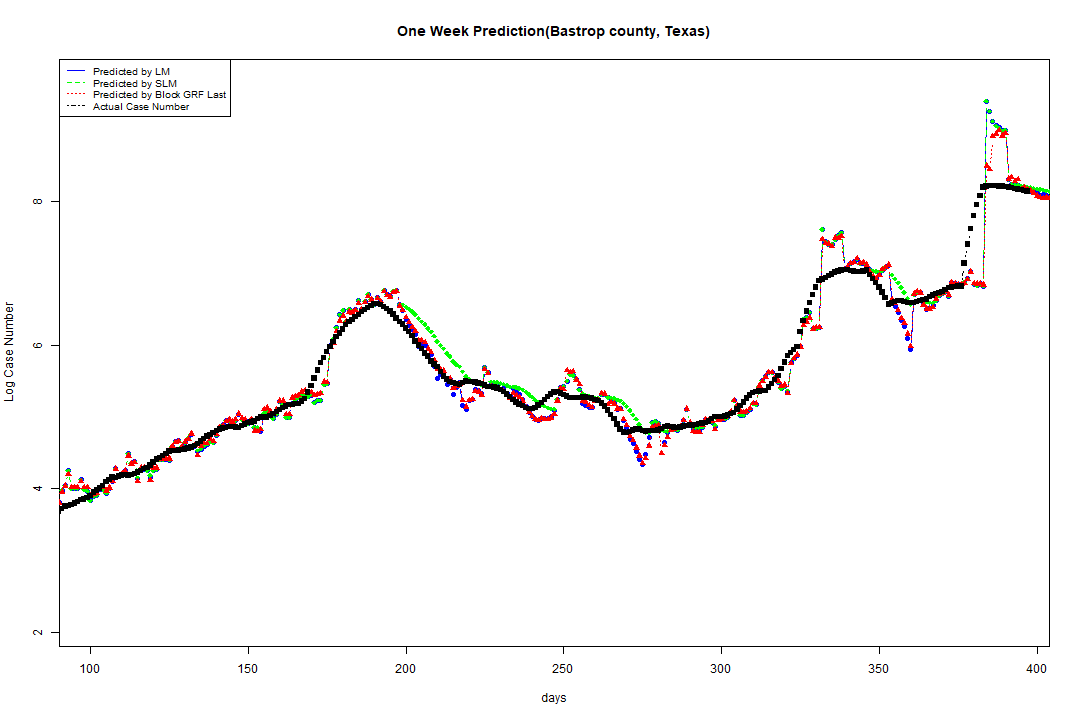 One Week Prediction(Bastrop county, Texas)
Predicted by LM
Predicted by SLM
Predicted by Block GRF Last
Actual Case Number
Log Case Number
8
6
4
2
100 150 200 250 300 350 400
days